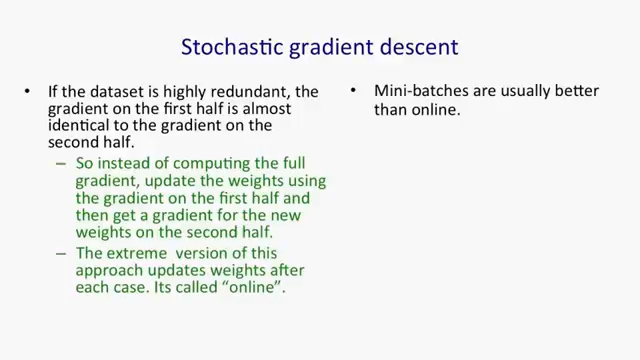 Stochastic gradient descent
• If the dataset is highly redundant, the
gradient on the first half is almost
identical to the gradient on the
second half.
– So instead of computing the full
gradient, update the weights using
the gradient on the first half and
then get a gradient for the new
weights on the second half.
– The extreme version of this
approach updates weights after
each case. Its called “online”.
• Mini-batches are usually better
than online.